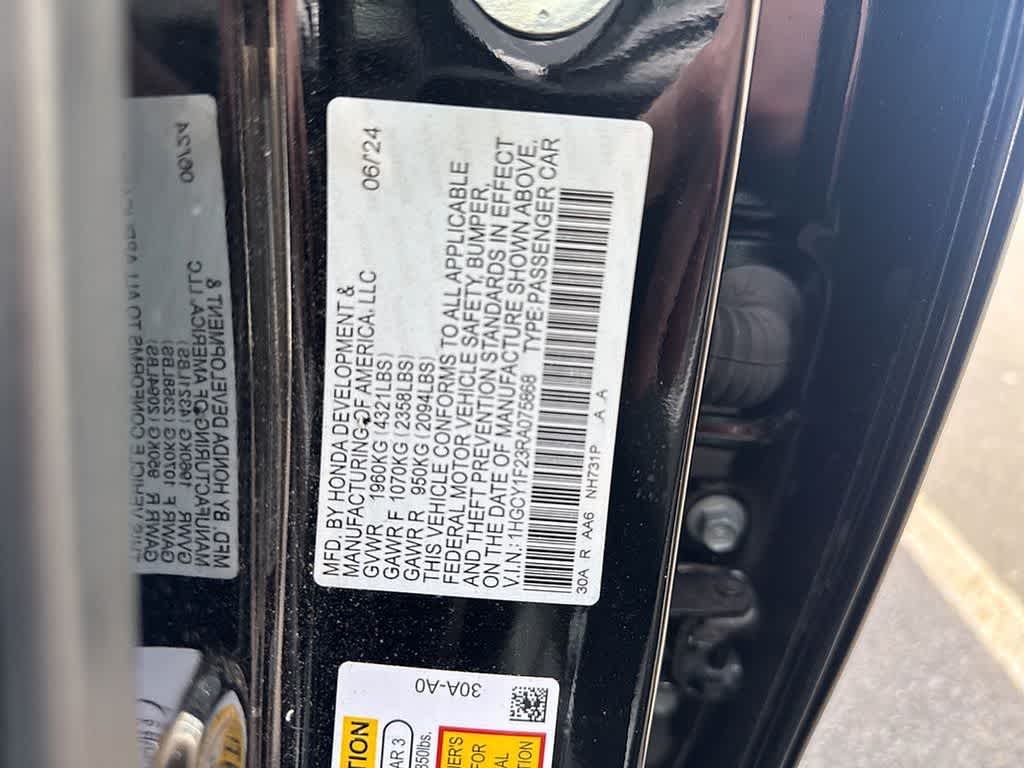 MFD. BY HONDA DEVELOPMENT &
MANUFACTURING OF AMERICA, LLC 06/'24
GVWR 1960KG (4321LBS)
GAWR F 1070KG (2358LBS)
GAWR R 950KG (2094LBS)
THIS VEHICLE CONFORMS TO ALL APPLICABLE
FEDERAL MOTOR VEHICLE SAFETY, BUMPER,
AND THEFT PREVENTION STANDARDS IN EFFECT
ON THE DATE OF MANUFACTURE SHOWN ABOVE.
V.I.N.: 1HGCY1F23RA075868 TYPE:PASSENGER CAR
30A R AA6 NH731P A A
30A-A0